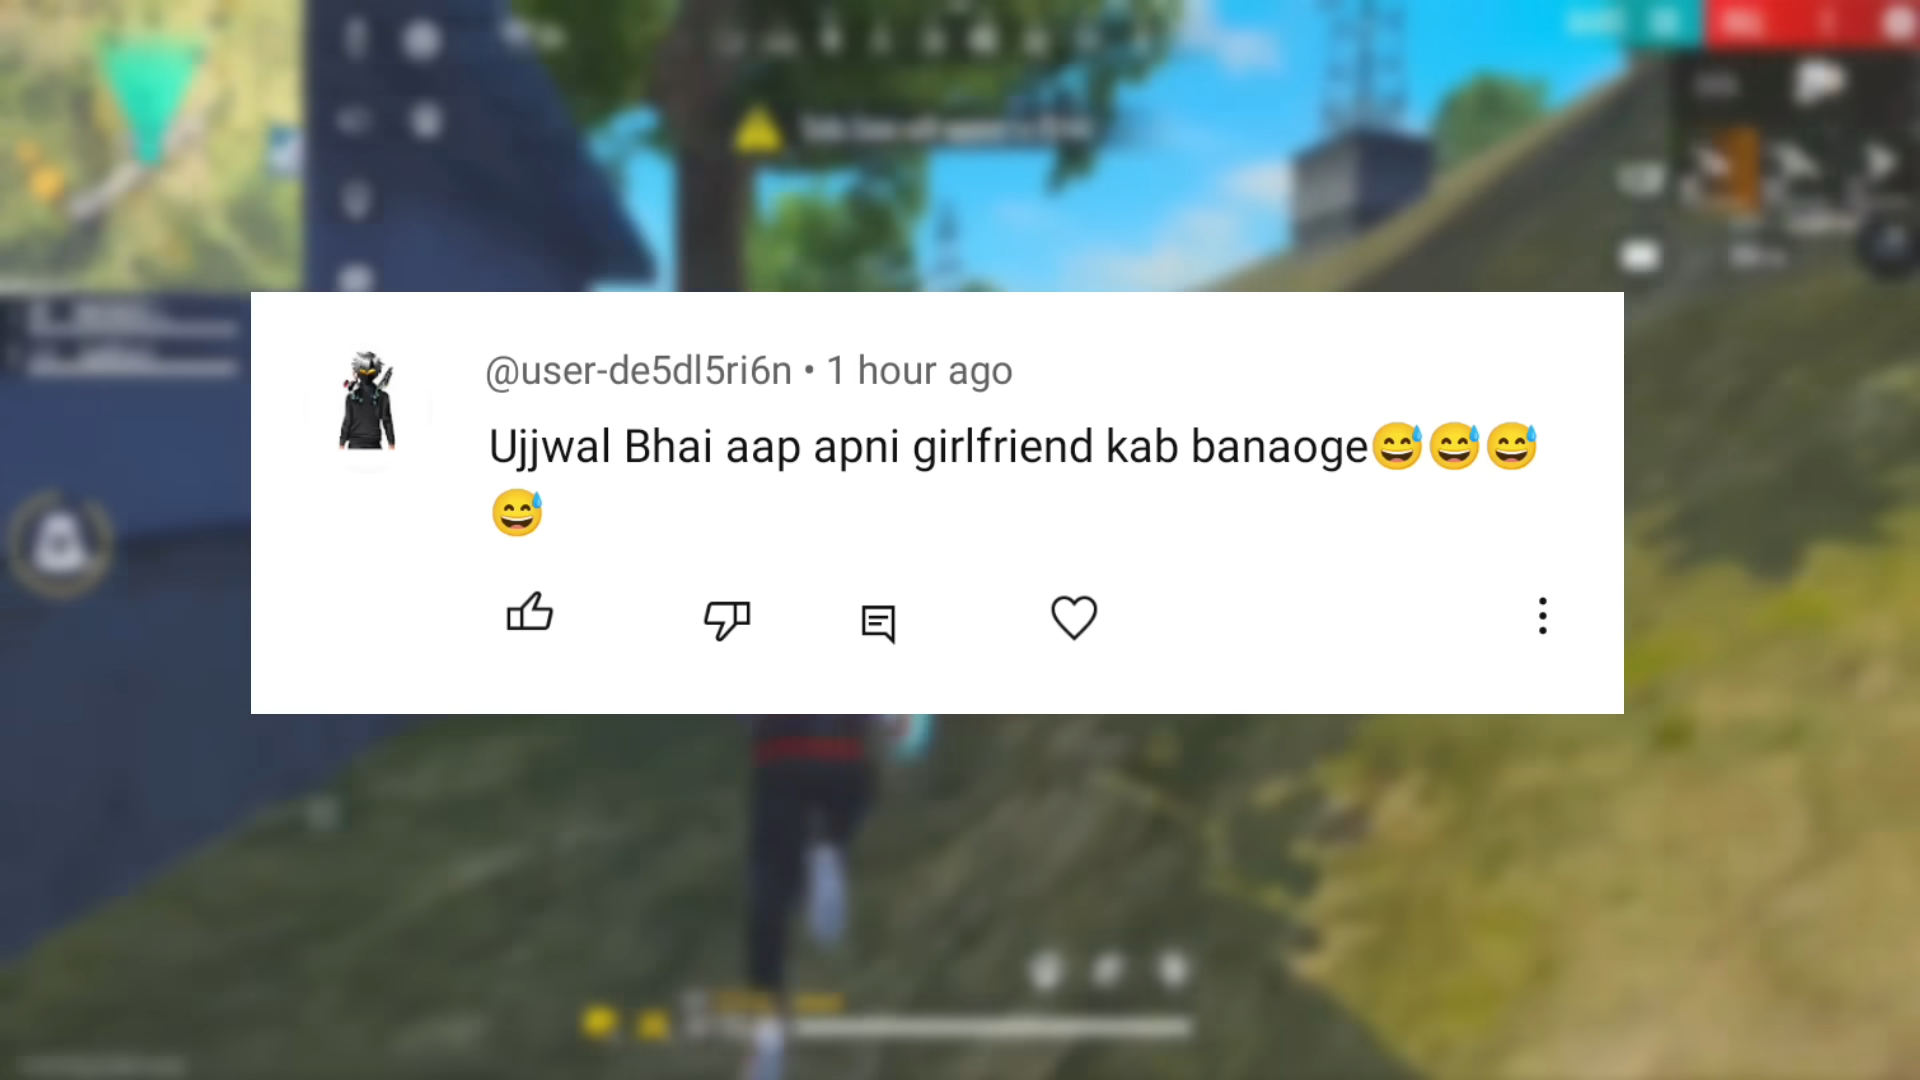 @user-de5dl5ri6n • 1 hour ago
Ujjwal Bhai aap apni girlfriend kab banaoge😅😅😅
😅